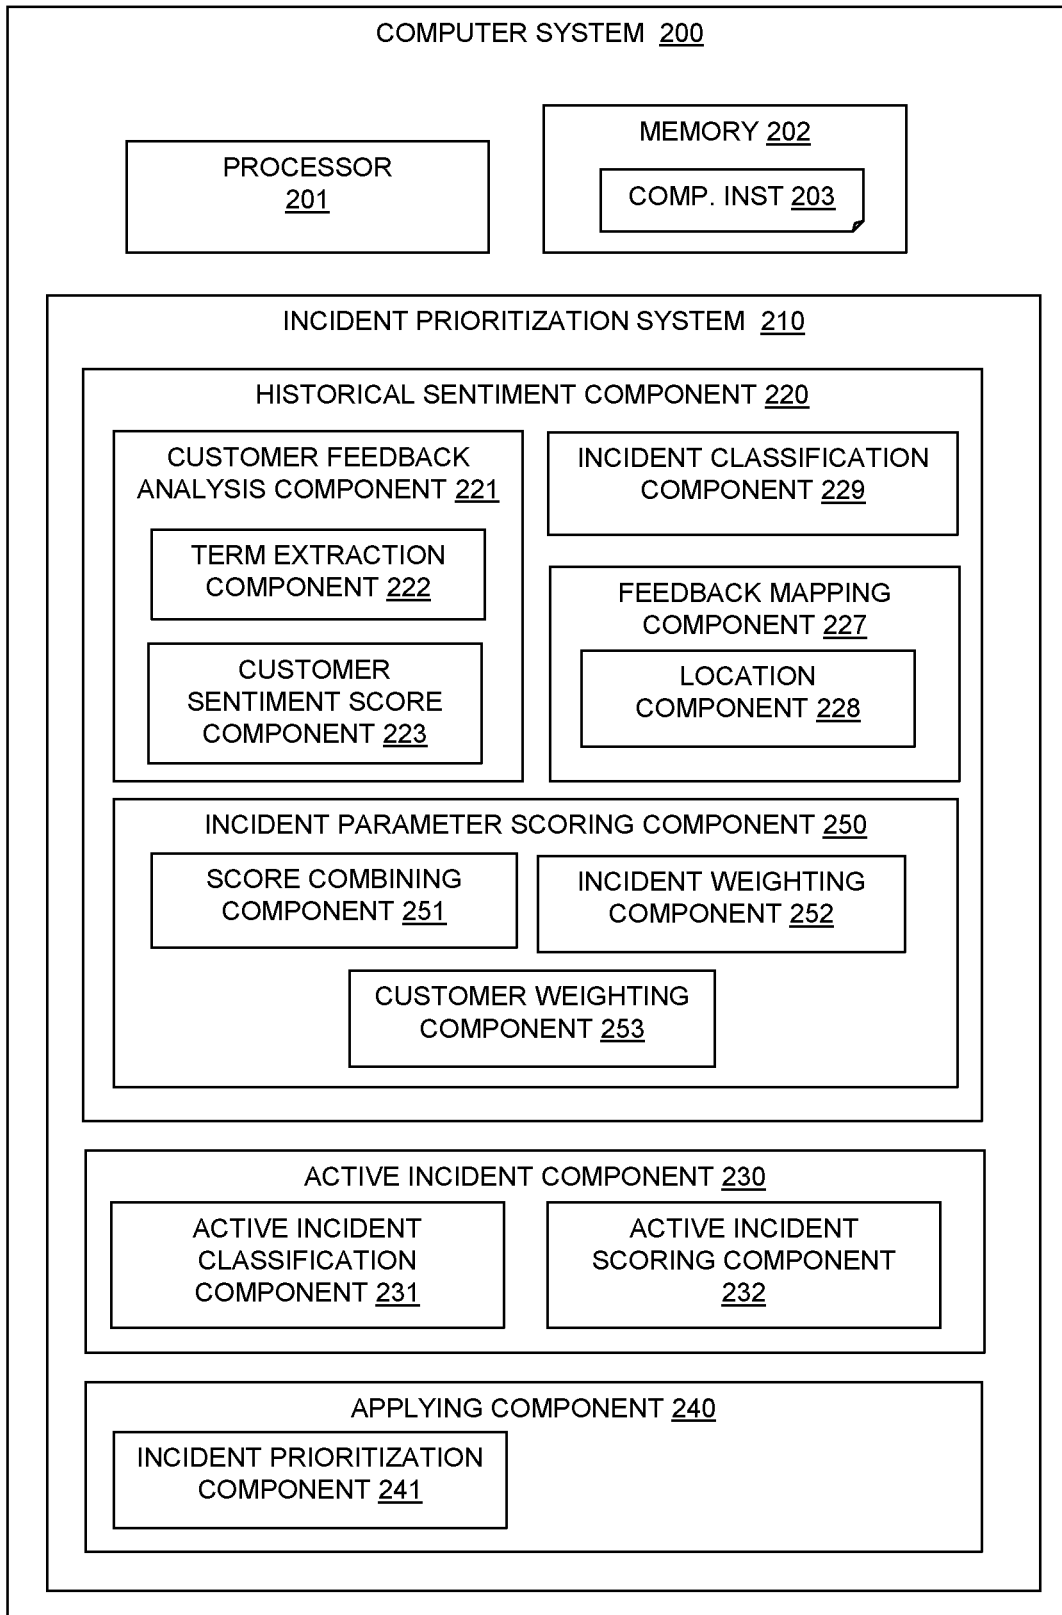 COMPUTER SYSTEM 200
PROCESSOR
201
MEMORY 202
COMP. INST 203
INCIDENT PRIORITIZATION SYSTEM 210
HISTORICAL SENTIMENT COMPONENT 220
CUSTOMER FEEDBACK
ANALYSIS COMPONENT 221
TERM EXTRACTION
COMPONENT 222
CUSTOMER
SENTIMENT SCORE
COMPONENT 223
INCIDENT CLASSIFICATION
COMPONENT 229
FEEDBACK MAPPING
COMPONENT 227
LOCATION
COMPONENT 228
INCIDENT PARAMETER SCORING COMPONENT 250
SCORE COMBINING
COMPONENT 251
INCIDENT WEIGHTING
COMPONENT 252
CUSTOMER WEIGHTING
COMPONENT 253
ACTIVE INCIDENT COMPONENT 230
ACTIVE INCIDENT
CLASSIFICATION
COMPONENT 231
ACTIVE INCIDENT
SCORING COMPONENT
232
APPLYING COMPONENT 240
INCIDENT PRIORITIZATION
COMPONENT 241